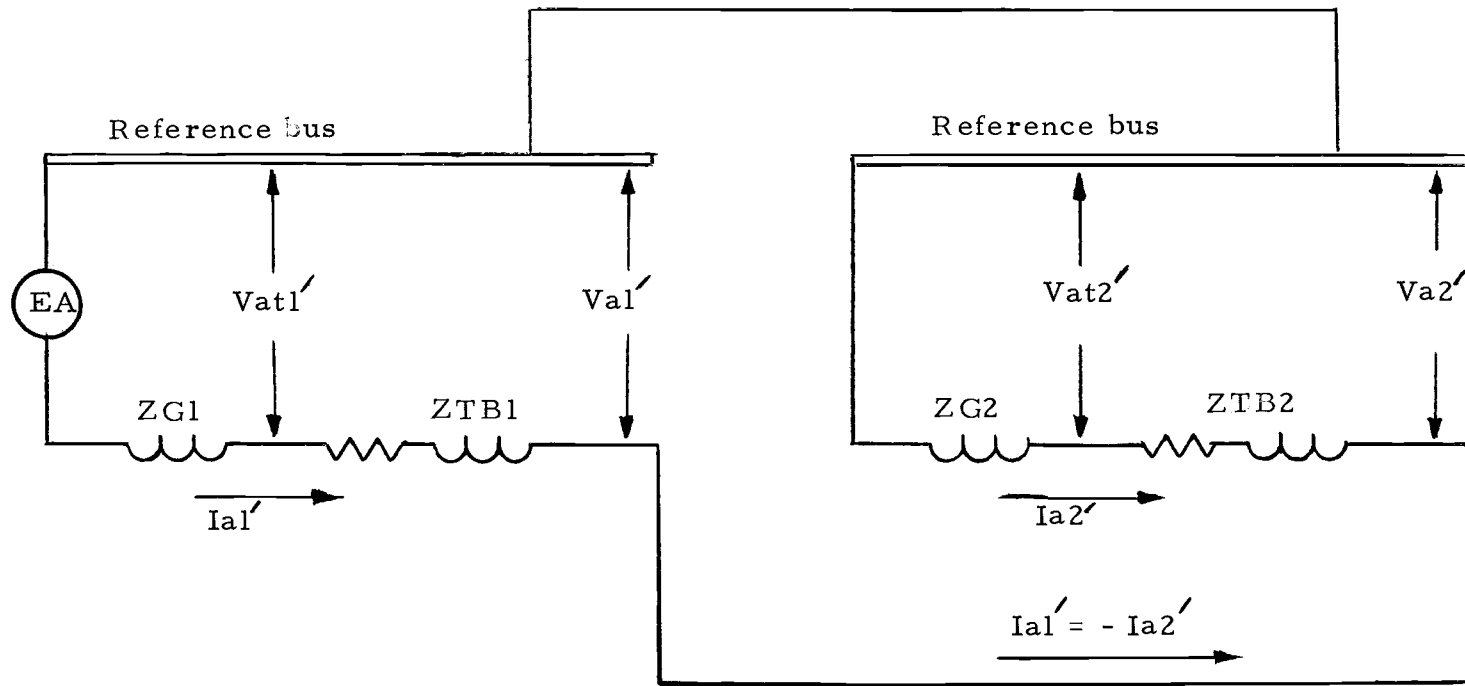 Reference bus
Reference bus
EA
Vat1′
Va1′
Vat2′
Va2′
ZG1
ZTB1
ZG2
ZTB2
Ia1′
Ia2′
Ia1′ = - Ia2′